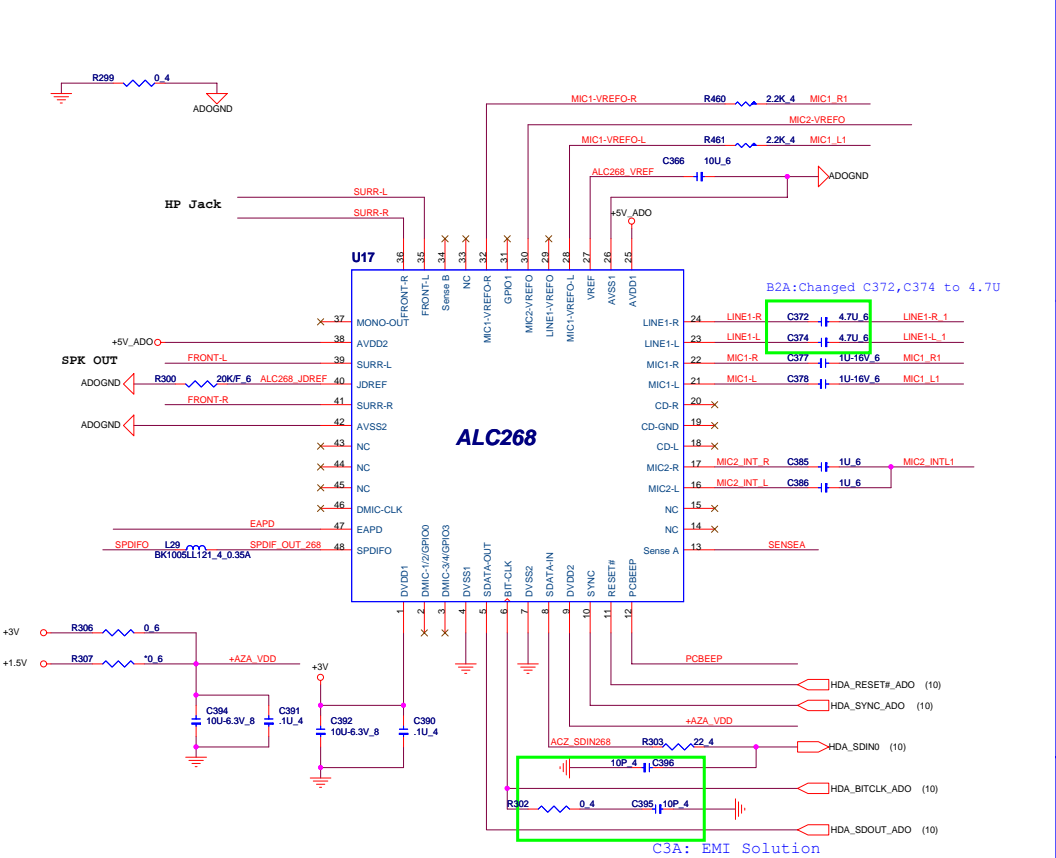 R299 0_4
ADOGND
MIC1-VREFO-R R460 2.2K_4 MIC1_R1
MIC2-VREFO
MIC1-VREFO-L R461 2.2K_4 MIC1_L1
C366 10U_6
ALC268_VREF
ADOGND
HP Jack
SURR-L
SURR-R
+5V_ADO
U17
36 35 34 33 32 31 30 29 28 27 26 25
FRONT-R
FRONT-L
Sense B
NC
MIC1-VREFO-R
GPIO1
MIC2-VREFO
LINE1-VREFO
MIC1-VREFO-L
VREF
AVSS1
AVDD1
B2A:Changed C372,C374 to 4.7U
37 MONO-OUT
+5V_ADO 38 AVDD2
SPK OUT
FRONT-L 39 SURR-L
ADOGND R300 20K/F_6 ALC268_JDREF 40 JDREF
FRONT-R 41 SURR-R
ADOGND 42 AVSS2
43 NC
44 NC
45 NC
46 DMIC-CLK
EAPD 47 EAPD
SPDIFO L29 SPDIF_OUT_268 48 SPDIFO
BK1005LL121_4_0.35A
ALC268
LINE1-R 24 LINE1-R C372 4.7U_6 LINE1-R_1
LINE1-L 23 LINE1-L C374 4.7U_6 LINE1-L_1
MIC1-R 22 MIC1-R C377 1U-16V_6 MIC1_R1
MIC1-L 21 MIC1-L C378 1U-16V_6 MIC1_L1
CD-R 20
CD-GND 19
CD-L 18
MIC2-R 17 MIC2_INT_R C385 1U_6 MIC2_INTL1
MIC2-L 16 MIC2_INT_L C386 1U_6
NC 15
NC 14
Sense A 13 SENSEA
DVDD1
DMIC-1/2/GPIO0
DMIC-3/4/GPIO3
DVSS1
SDATA-OUT
BIT-CLK
DVSS2
SDATA-IN
DVDD2
SYNC
RESET#
PCBEEP
1 2 3 4 5 6 7 8 9 10 11 12
+3V R306 0_6
+1.5V R307 *0_6 +AZA_VDD
+3V
C394 10U-6.3V_8
C391 .1U_4
C392 10U-6.3V_8
C390 .1U_4
PCBEEP
HDA_RESET#_ADO (10)
HDA_SYNC_ADO (10)
+AZA_VDD
ACZ_SDIN268 R303 22_4 HDA_SDIN0 (10)
10P_4 C396
HDA_BITCLK_ADO (10)
R302 0_4 C395 10P_4
HDA_SDOUT_ADO (10)
C3A: EMI Solution